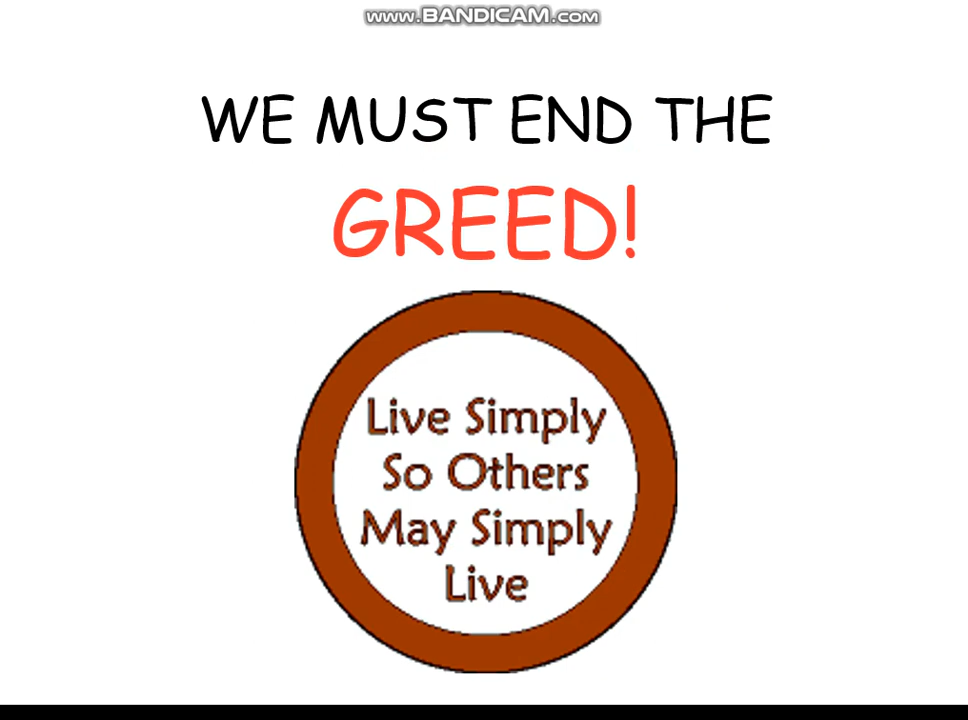 WWW.BANDICAM.COM
WE MUST END THE
GREED!
Live Simply
So Others
May Simply
Live